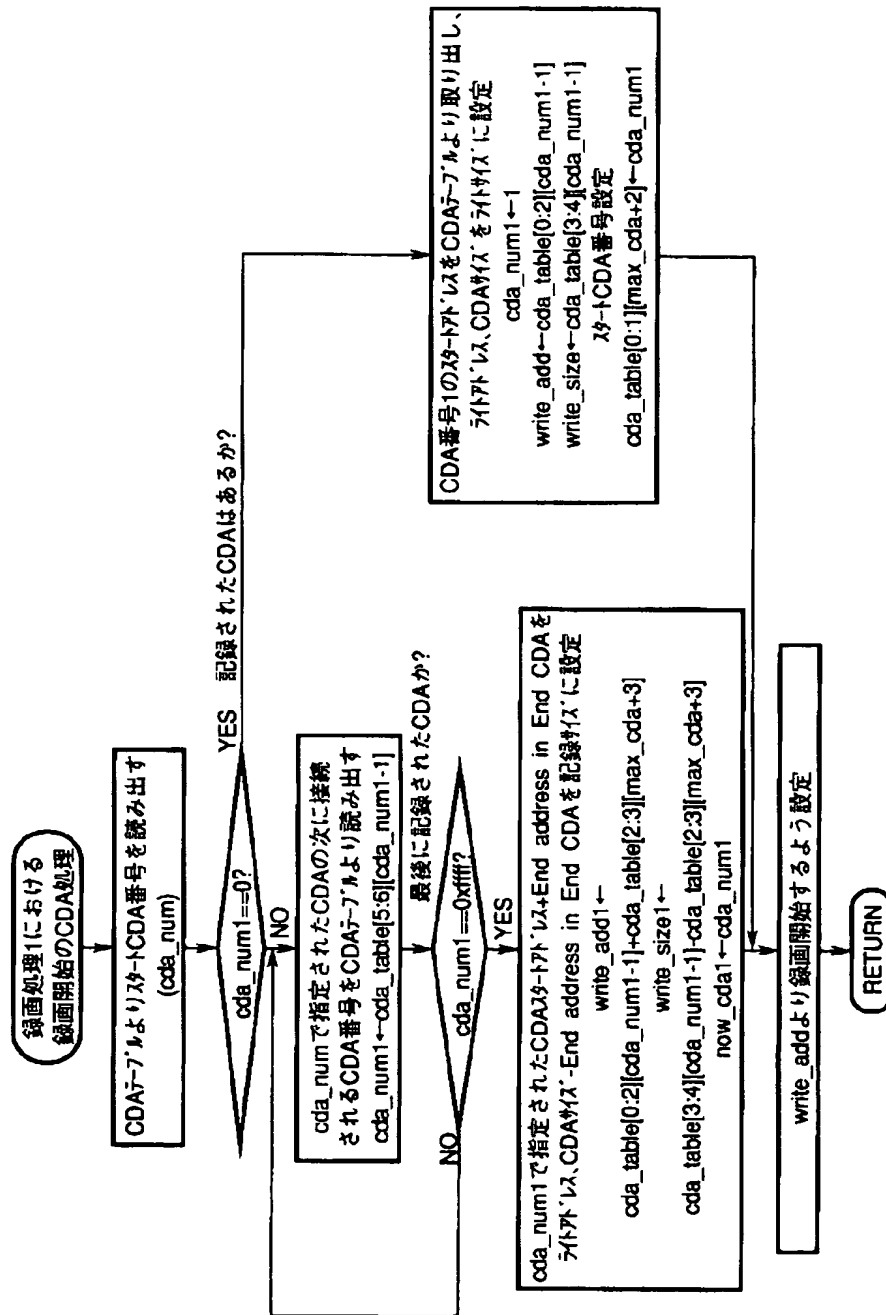 録画処理1における
録画開始のCDA処理
CDAテーブルよりスタートCDA番号を読み出す
(cda_num)
cda_num1==0?
YES
記録されたCDAはあるか?
NO
cda_numで指定されたCDAの次に接続
されるCDA番号をCDAテーブルより読み出す
cda_num1←cda_table[5:6][cda_num1-1]
最後に記録されたCDAか?
cda_num1==0xffff?
NO
YES
cda_num1で指定されたCDAスタートアドレス+End address in End CDAを
ライトアドレス、CDAサイズ-End address in End CDAを記録サイズに設定
write_add1←
cda_table[0:2][cda_num1-1]+cda_table[2:3][max_cda+3]
write_size1←
cda_table[3:4][cda_num1-1]-cda_table[2:3][max_cda+3]
now_cda1←cda_num1
CDA番号1のスタートアドレスをCDAテーブルより取り出し、
ライトアドレス、CDAサイズをライトサイズに設定
cda_num1←1
write_add←cda_table[0:2][cda_num1-1]
write_size←cda_table[3:4][cda_num1-1]
スタートCDA番号設定
cda_table[0:1][max_cda+2]←cda_num1
write_addより録画開始するよう設定
RETURN